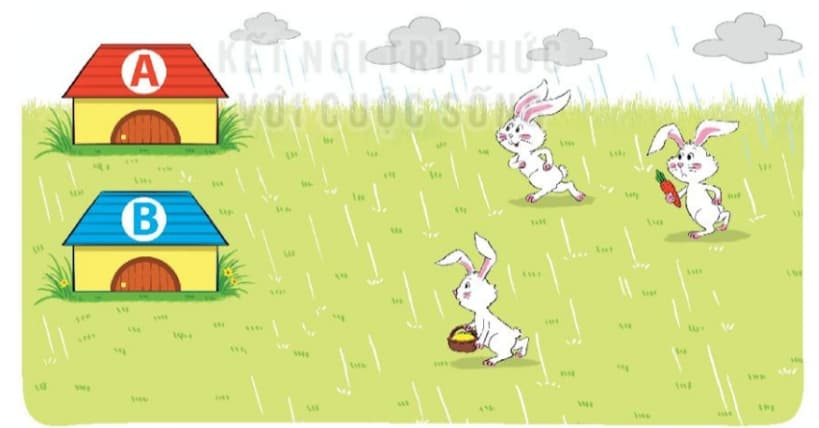 KẾT NỐI TRI THỨC
VỚI CUỘC SỐNG
A
B